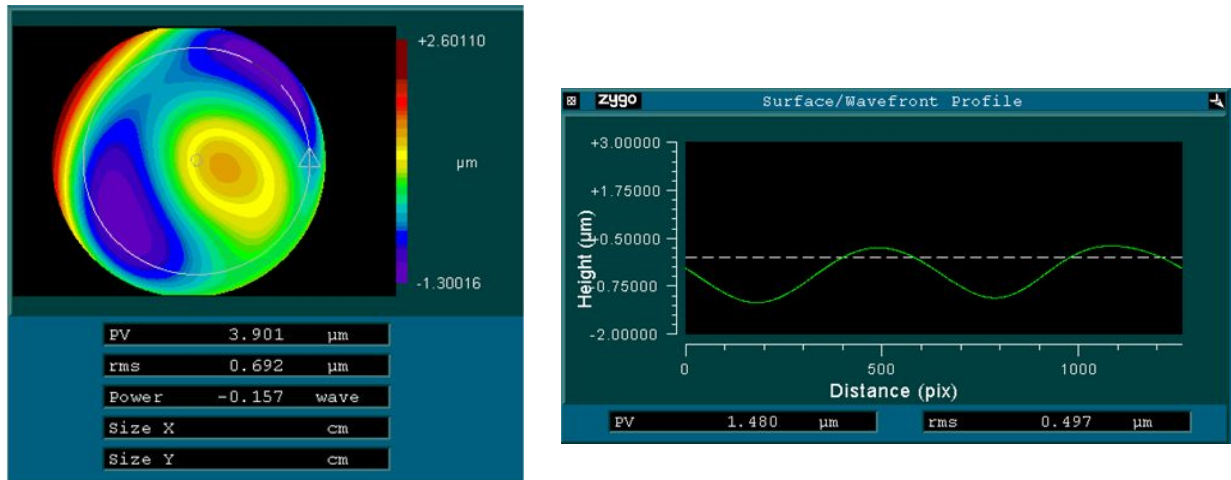 +2.60110
µm
-1.30016
PV 3.901 µm
rms 0.692 µm
Power -0.157 wave
Size X cm
Size Y cm
zygo Surface/Wavefront Profile
+3.00000
+1.75000
+0.50000
-0.75000
-2.00000
Height (µm)
0 500 1000
Distance (pix)
PV 1.480 µm rms 0.497 µm